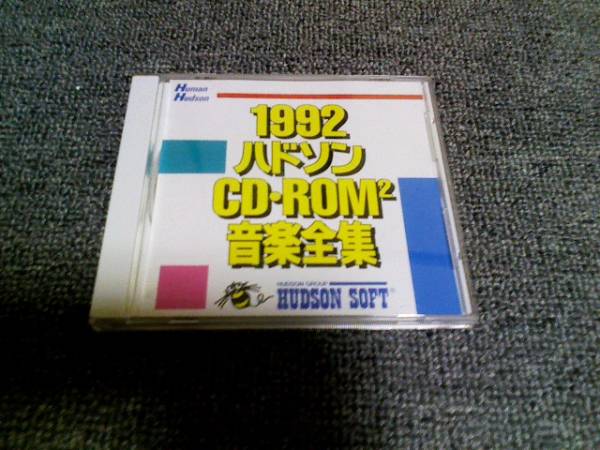 Human
Hudson
1992
ハドソン
CD・ROM²
音楽全集
HUDSON GROUP
HUDSON SOFT®